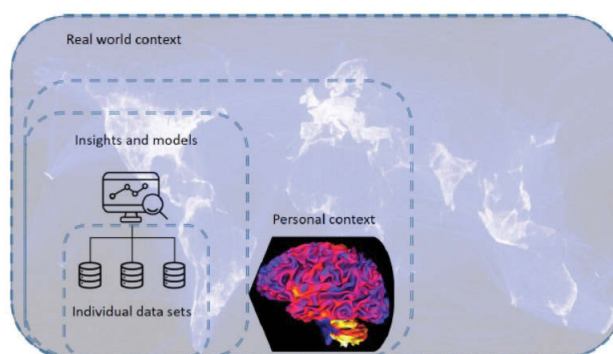 Real world context
Insights and models
Personal context
Individual data sets